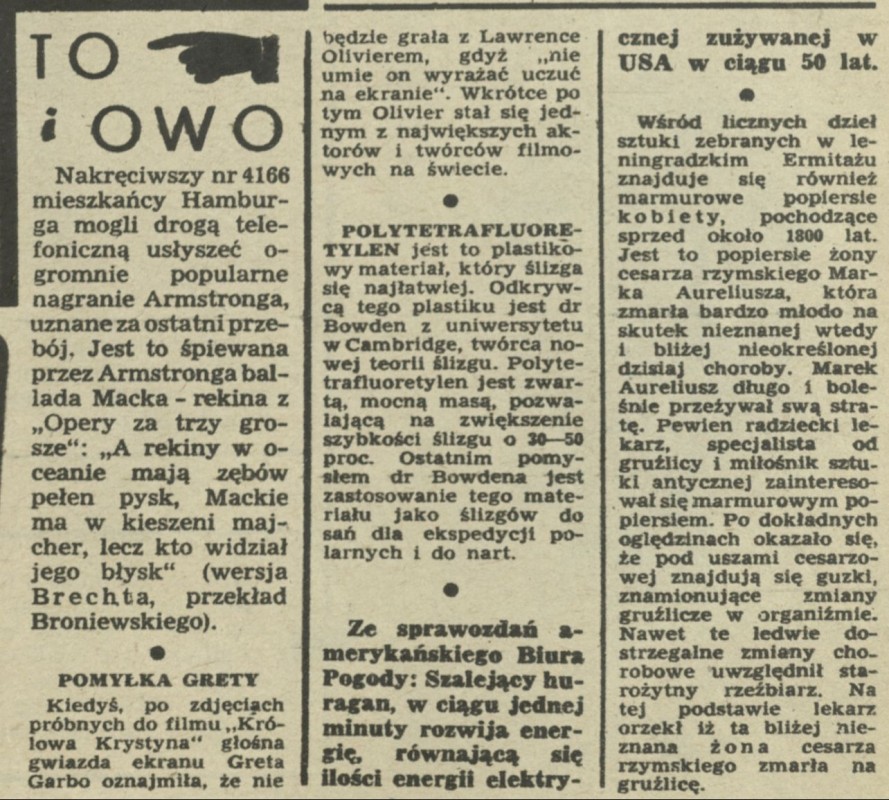 TO
i OWO
Nakręciwszy nr 4166
mieszkańcy Hambur-
ga mogli drogą tele-
foniczną usłyszeć o-
gromnie popularne
nagranie Armstronga,
uznane za ostatni prze-
bój. Jest to śpiewana
przez Armstronga bal-
lada Macka - rekina z
„Opery za trzy gro-
sze“: „A rekiny w o-
ceanie mają zębów
pełen pysk, Mackie
ma w kieszeni maj-
cher, lecz kto widział
jego błysk“ (wersja
Brechta, przekład
Broniewskiego).
●
POMYŁKA GRETY
Kiedyś, po zdjęciach
próbnych do filmu „Kró-
lowa Krystyna“ głośna
gwiazda ekranu Greta
Garbo oznajmiła, że nie
będzie grała z Lawrence
Olivierem, gdyż „nie
umie on wyrażać uczuć
na ekranie“. Wkrótce po
tym Olivier stał się jed-
nym z największych ak-
torów i twórców filmo-
wych na świecie.
●
POLYTETRAFLUORE-
TYLEN jest to plastiko-
wy materiał, który ślizga
się najłatwiej. Odkryw-
cą tego plastiku jest dr
Bowden z uniwersytetu
w Cambridge, twórca no-
wej teorii ślizgu. Polyte-
trafluoretylen jest zwar-
tą, mocną masą, pozwa-
lającą na zwiększenie
szybkości ślizgu o 30—50
proc. Ostatnim pomy-
słem dr Bowdena jest
zastosowanie tego mate-
riału jako ślizgów do
sań dla ekspedycji po-
larnych i do nart.
●
Ze sprawozdań a-
merykańskiego Biura
Pogody: Szalejący hu-
ragan, w ciągu jednej
minuty rozwija ener-
gię, równającą się
ilości energii elektry-
cznej zużywanej w
USA w ciągu 50 lat.
●
Wśród licznych dzieł
sztuki zebranych w le-
ningradzkim Ermitażu
znajduje się również
marmurowe popiersie
kobiety, pochodzące
sprzed około 1800 lat.
Jest to popiersie żony
cesarza rzymskiego Mar-
ka Aureliusza, która
zmarła bardzo młodo na
skutek nieznanej wtedy
i bliżej nieokreślonej
dzisiaj choroby. Marek
Aureliusz długo i bole-
śnie przeżywał swą stra-
tę. Pewien radziecki le-
karz, specjalista od
gruźlicy i miłośnik sztu-
ki antycznej zaintereso-
wał się marmurowym po-
piersiem. Po dokładnych
oględzinach okazało się,
że pod uszami cesarzo-
wej znajdują się guzki,
znamionujące zmiany
gruźlicze w organiźmie.
Nawet te ledwie do-
strzegalne zmiany cho-
robowe uwzględnił sta-
rożytny rzeźbiarz. Na
tej podstawie lekarz
orzekł iż ta bliżej nie-
znana żona cesarza
rzymskiego zmarła na
gruźlicę.